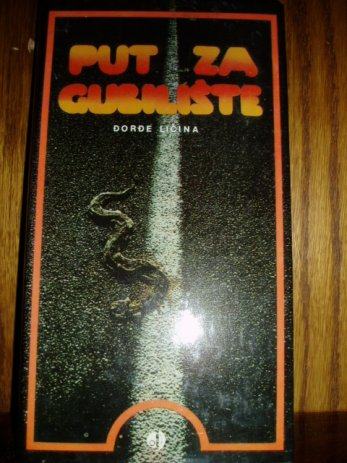 PUT ZA
GUBILIŠTE
ĐORĐE LIČINA